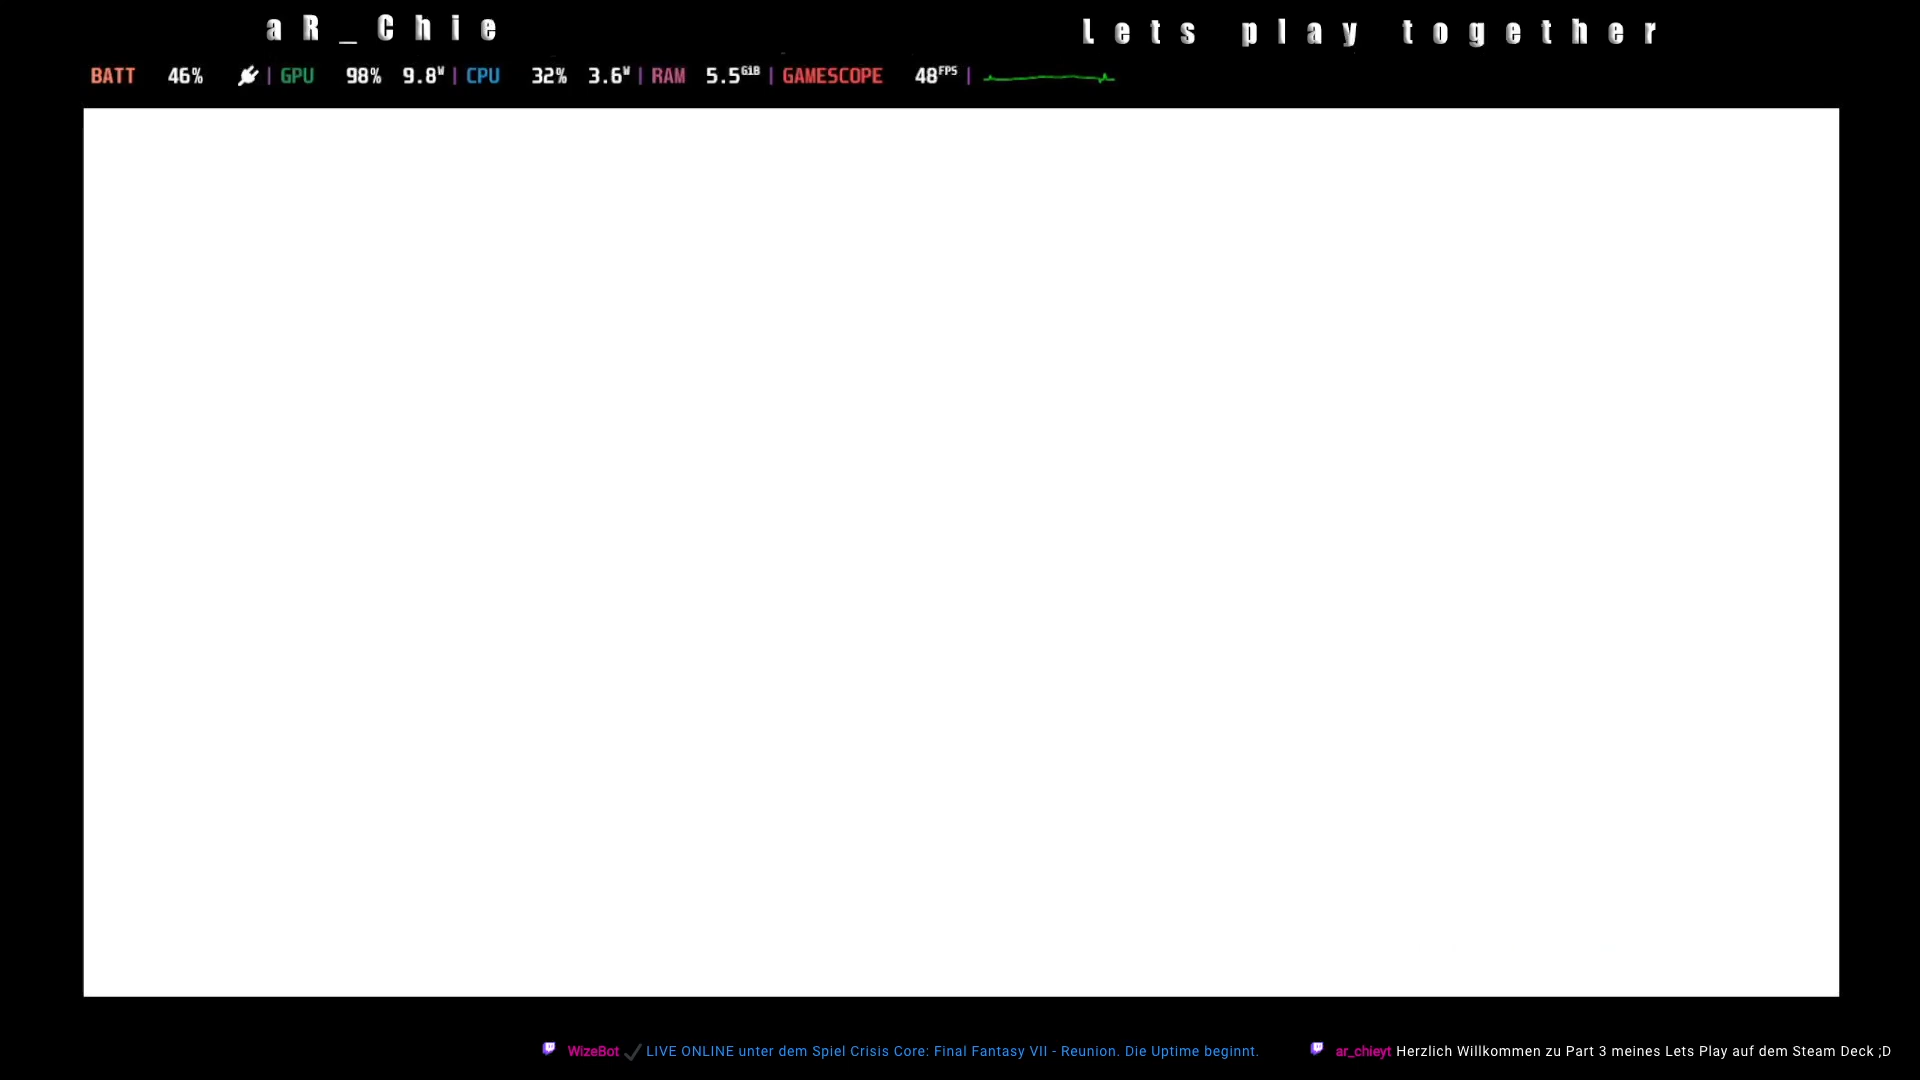 aR_Chie
Lets play together
BATT 46% | GPU 98% 9.8W | CPU 32% 3.6W | RAM 5.5GiB | GAMESCOPE 48FPS |
WizeBot LIVE ONLINE unter dem Spiel Crisis Core: Final Fantasy VII - Reunion. Die Uptime beginnt. ar_chieyt Herzlich Willkommen zu Part 3 meines Lets Play auf dem Steam Deck ;D